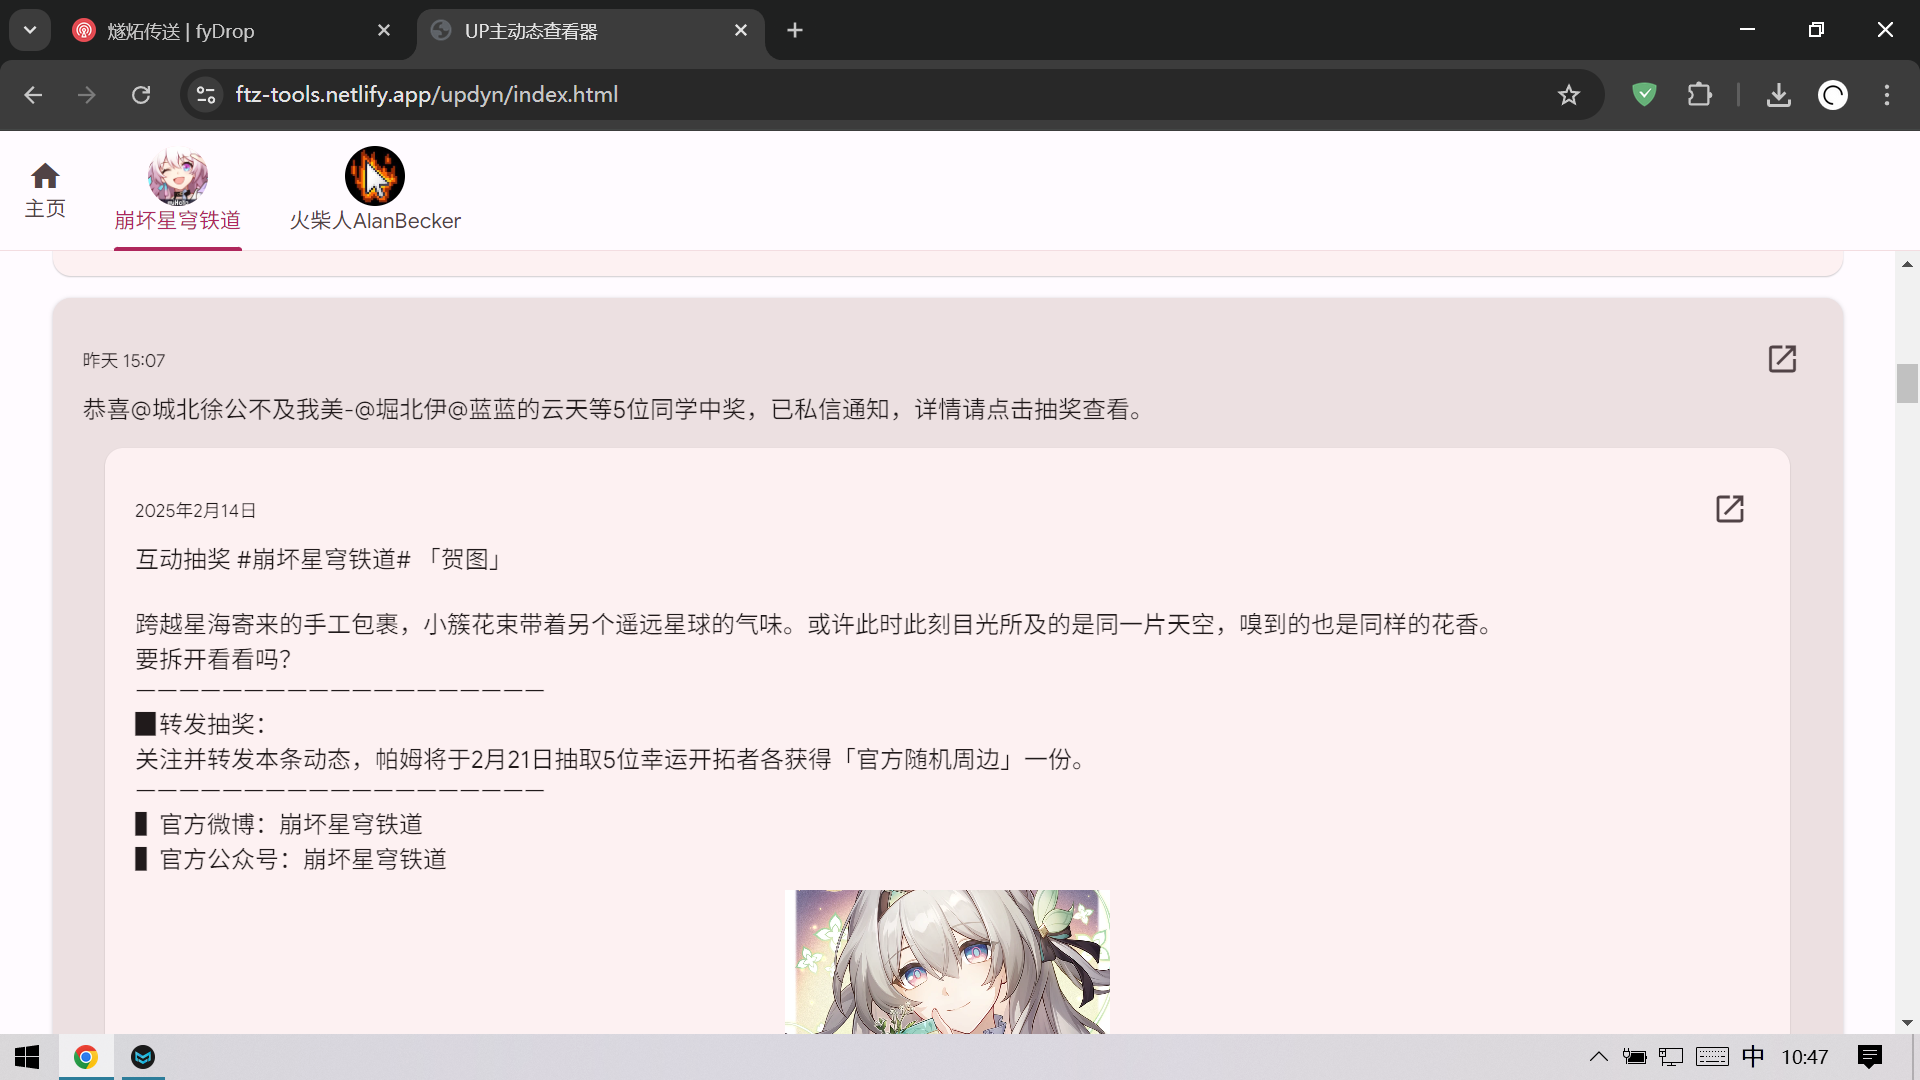 燧炻传送 | fyDrop
UP主动态查看器
ftz-tools.netlify.app/updyn/index.html
主页
崩坏星穹铁道
火柴人AlanBecker
昨天 15:07
恭喜@城北徐公不及我美-@堀北伊@蓝蓝的云天等5位同学中奖，已私信通知，详情请点击抽奖查看。
2025年2月14日
互动抽奖 #崩坏星穹铁道# 「贺图」
跨越星海寄来的手工包裹，小簇花束带着另个遥远星球的气味。或许此时此刻目光所及的是同一片天空，嗅到的也是同样的花香。
要拆开看看吗？
———————————————————
█转发抽奖：
关注并转发本条动态，帕姆将于2月21日抽取5位幸运开拓者各获得「官方随机周边」一份。
———————————————————
▌官方微博：崩坏星穹铁道
▌官方公众号：崩坏星穹铁道
中
10:47